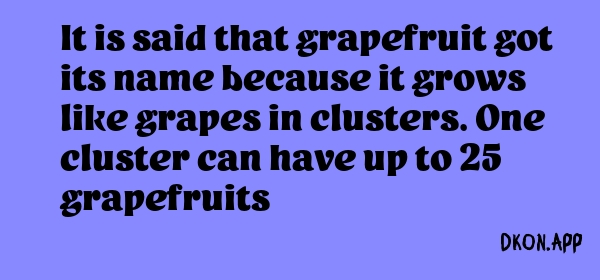 It is said that grapefruit got
its name because it grows
like grapes in clusters. One
cluster can have up to 25
grapefruits
DKON.APP